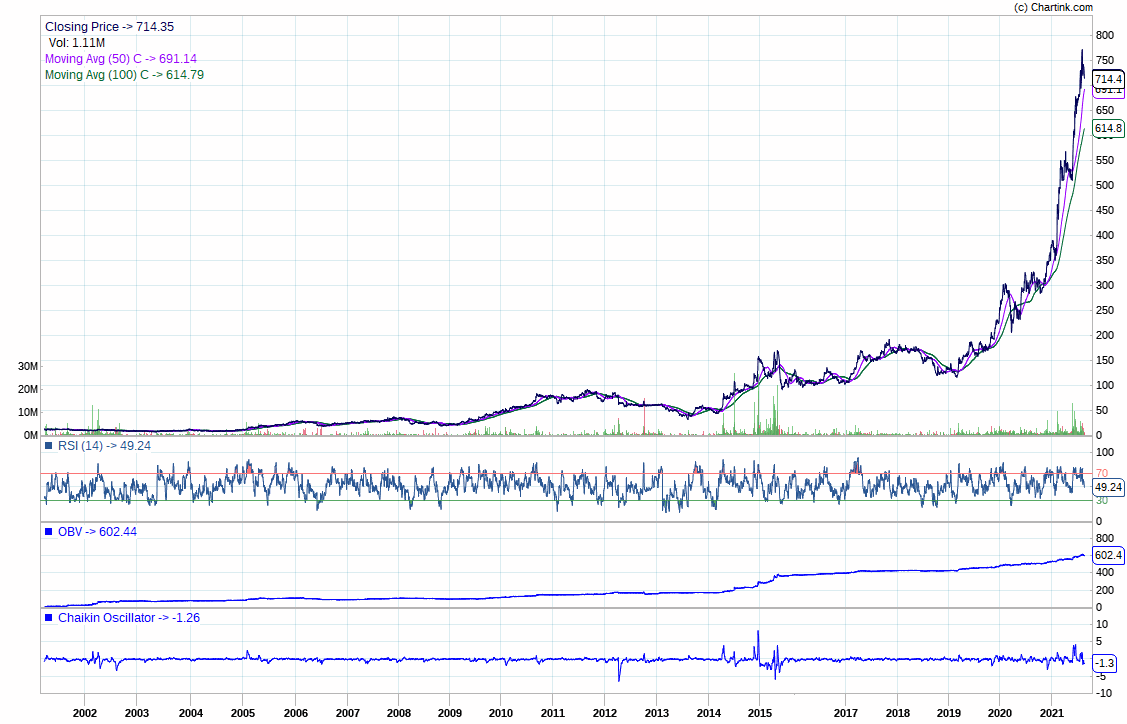 (c) Chartink.com
Closing Price -> 714.35
Vol: 1.11M
Moving Avg (50) C -> 691.14
Moving Avg (100) C -> 614.79
800
750
714.4
691.1
650
614.8
550
500
450
400
350
300
250
200
150
100
50
0
30M
20M
10M
0M
RSI (14) -> 49.24
100
70
49.24
30
0
OBV -> 602.44
800
602.4
400
200
0
Chaikin Oscillator -> -1.26
10
5
-1.3
-5
-10
2002 2003 2004 2005 2006 2007 2008 2009 2010 2011 2012 2013 2014 2015 2017 2018 2019 2020 2021